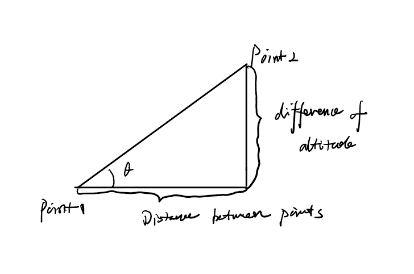 Point 2
difference of
altitude
θ
Point 1
Distance between points